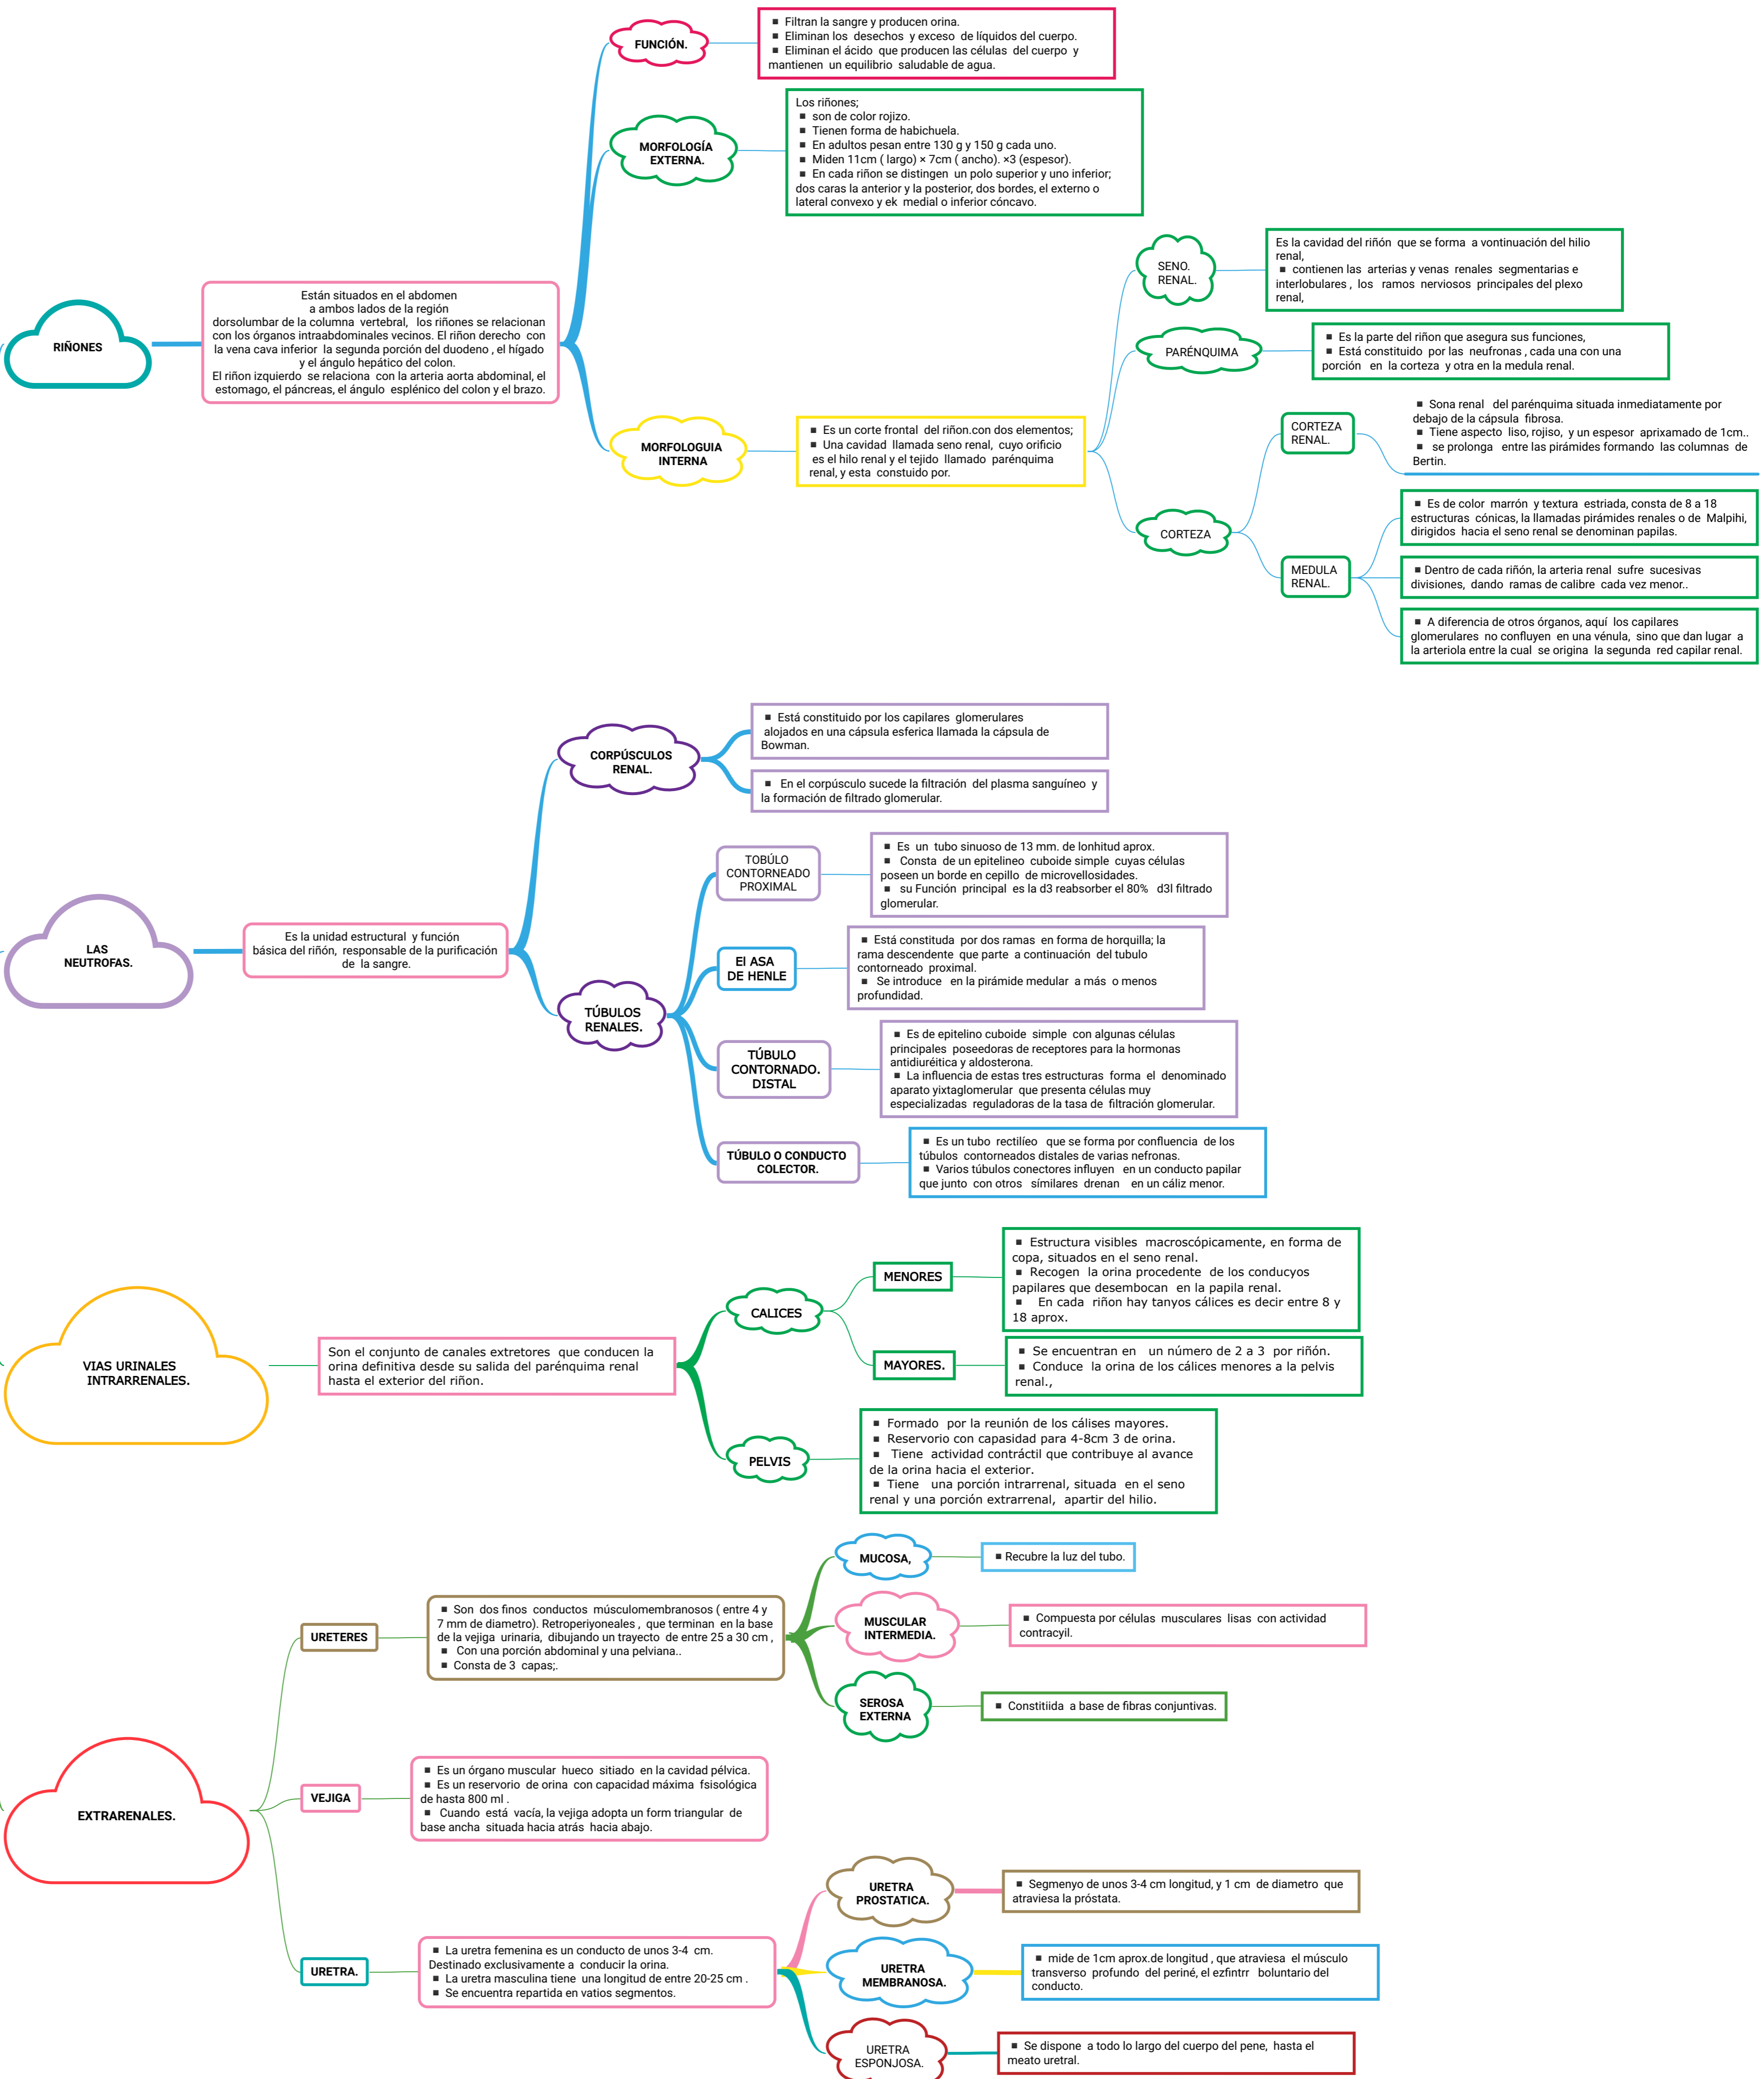 RIÑONES
Están situados en el abdomen
a ambos lados de la región
dorsolumbar de la columna vertebral, los riñones se relacionan
con los órganos intraabdominales vecinos. El riñon derecho con
la vena cava inferior la segunda porción del duodeno , el hígado
y el ángulo hepático del colon.
El riñon izquierdo se relaciona con la arteria aorta abdominal, el
estomago, el páncreas, el ángulo esplénico del colon y el brazo.
FUNCIÓN.
▪ Filtran la sangre y producen orina.
▪ Eliminan los desechos y exceso de líquidos del cuerpo.
▪ Eliminan el ácido que producen las células del cuerpo y
mantienen un equilibrio saludable de agua.
MORFOLOGÍA
EXTERNA.
Los riñones;
▪ son de color rojizo.
▪ Tienen forma de habichuela.
▪ En adultos pesan entre 130 g y 150 g cada uno.
▪ Miden 11cm ( largo) × 7cm ( ancho). ×3 (espesor).
▪ En cada riñon se distingen un polo superior y uno inferior;
dos caras la anterior y la posterior, dos bordes, el externo o
lateral convexo y ek medial o inferior cóncavo.
MORFOLOGUIA
INTERNA
▪ Es un corte frontal del riñon.con dos elementos;
▪ Una cavidad llamada seno renal, cuyo orificio
es el hilo renal y el tejido llamado parénquima
renal, y esta constuido por.
SENO.
RENAL.
Es la cavidad del riñón que se forma a vontinuación del hilio
renal,
▪ contienen las arterias y venas renales segmentarias e
interlobulares , los ramos nerviosos principales del plexo
renal,
PARÉNQUIMA
▪ Es la parte del riñon que asegura sus funciones,
▪ Está constituido por las neufronas , cada una con una
porción en la corteza y otra en la medula renal.
CORTEZA
CORTEZA
RENAL.
▪ Sona renal del parénquima situada inmediatamente por
debajo de la cápsula fibrosa.
▪ Tiene aspecto liso, rojiso, y un espesor aprixamado de 1cm..
▪ se prolonga entre las pirámides formando las columnas de
Bertin.
MEDULA
RENAL.
▪ Es de color marrón y textura estriada, consta de 8 a 18
estructuras cónicas, la llamadas pirámides renales o de Malpihi,
dirigidos hacia el seno renal se denominan papilas.
▪ Dentro de cada riñón, la arteria renal sufre sucesivas
divisiones, dando ramas de calibre cada vez menor..
▪ A diferencia de otros órganos, aquí los capilares
glomerulares no confluyen en una vénula, sino que dan lugar a
la arteriola entre la cual se origina la segunda red capilar renal.
LAS
NEUTROFAS.
Es la unidad estructural y función
básica del riñón, responsable de la purificación
de la sangre.
CORPÚSCULOS
RENAL.
▪ Está constituido por los capilares glomerulares
alojados en una cápsula esferica llamada la cápsula de
Bowman.
▪ En el corpúsculo sucede la filtración del plasma sanguíneo y
la formación de filtrado glomerular.
TÚBULOS
RENALES.
TOBÚLO
CONTORNEADO
PROXIMAL
▪ Es un tubo sinuoso de 13 mm. de lonhitud aprox.
▪ Consta de un epitelineo cuboide simple cuyas células
poseen un borde en cepillo de microvellosidades.
▪ su Función principal es la d3 reabsorber el 80% d3l filtrado
glomerular.
El ASA
DE HENLE
▪ Está constituda por dos ramas en forma de horquilla; la
rama descendente que parte a continuación del tubulo
contorneado proximal.
▪ Se introduce en la pirámide medular a más o menos
profundidad.
TÚBULO
CONTORNADO.
DISTAL
▪ Es de epitelino cuboide simple con algunas células
principales poseedoras de receptores para la hormonas
antidiuréitica y aldosterona.
▪ La influencia de estas tres estructuras forma el denominado
aparato yixtaglomerular que presenta células muy
especializadas reguladoras de la tasa de filtración glomerular.
TÚBULO O CONDUCTO
COLECTOR.
▪ Es un tubo rectilíeo que se forma por confluencia de los
túbulos contorneados distales de varias nefronas.
▪ Varios túbulos conectores influyen en un conducto papilar
que junto con otros símilares drenan en un cáliz menor.
VIAS URINALES
INTRARRENALES.
Son el conjunto de canales extretores que conducen la
orina definitiva desde su salida del parénquima renal
hasta el exterior del riñon.
CALICES
MENORES
▪ Estructura visibles macroscópicamente, en forma de
copa, situados en el seno renal.
▪ Recogen la orina procedente de los conducyos
papilares que desembocan en la papila renal.
▪ En cada riñon hay tanyos cálices es decir entre 8 y
18 aprox.
MAYORES.
▪ Se encuentran en un número de 2 a 3 por riñón.
▪ Conduce la orina de los cálices menores a la pelvis
renal.,
PELVIS
▪ Formado por la reunión de los cálises mayores.
▪ Reservorio con capasidad para 4-8cm 3 de orina.
▪ Tiene actividad contráctil que contribuye al avance
de la orina hacia el exterior.
▪ Tiene una porción intrarrenal, situada en el seno
renal y una porción extrarrenal, apartir del hilio.
EXTRARENALES.
URETERES
▪ Son dos finos conductos músculomembranosos ( entre 4 y
7 mm de diametro). Retroperiyoneales , que terminan en la base
de la vejiga urinaria, dibujando un trayecto de entre 25 a 30 cm ,
▪ Con una porción abdominal y una pelviana..
▪ Consta de 3 capas;.
MUCOSA,
▪ Recubre la luz del tubo.
MUSCULAR
INTERMEDIA.
▪ Compuesta por células musculares lisas con actividad
contracyil.
SEROSA
EXTERNA
▪ Constitiida a base de fibras conjuntivas.
VEJIGA
▪ Es un órgano muscular hueco sitiado en la cavidad pélvica.
▪ Es un reservorio de orina con capacidad máxima fsisológica
de hasta 800 ml .
▪ Cuando está vacía, la vejiga adopta un form triangular de
base ancha situada hacia atrás hacia abajo.
URETRA.
▪ La uretra femenina es un conducto de unos 3-4 cm.
Destinado exclusivamente a conducir la orina.
▪ La uretra masculina tiene una longitud de entre 20-25 cm .
▪ Se encuentra repartida en vatios segmentos.
URETRA
PROSTATICA.
▪ Segmenyo de unos 3-4 cm longitud, y 1 cm de diametro que
atraviesa la próstata.
URETRA
MEMBRANOSA.
▪ mide de 1cm aprox.de longitud , que atraviesa el músculo
transverso profundo del periné, el ezfintrr boluntario del
conducto.
URETRA
ESPONJOSA.
▪ Se dispone a todo lo largo del cuerpo del pene, hasta el
meato uretral.